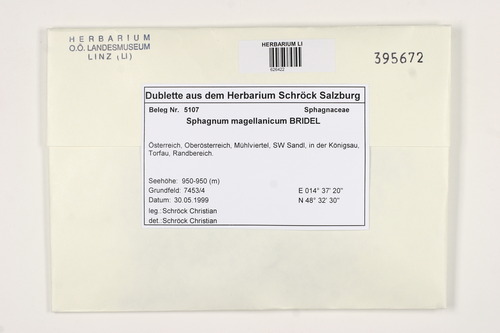 HERBARIUM
O.Ö. LANDESMUSEUM
LINZ (LI)
HERBARIUM LI
395672
Dublette aus dem Herbarium Schröck Salzburg
Beleg Nr. 5107 Sphagnaceae
Sphagnum magellanicum BRIDEL
Österreich, Oberösterreich, Mühlviertel, SW Sandl, in der Königsau,
Torfau, Randbereich.
Seehöhe: 950-950 (m)
Grundfeld: 7453/4 E 014° 37' 20"
Datum: 30.05.1999 N 48° 32' 30"
leg.:Schröck Christian
det.:Schröck Christian